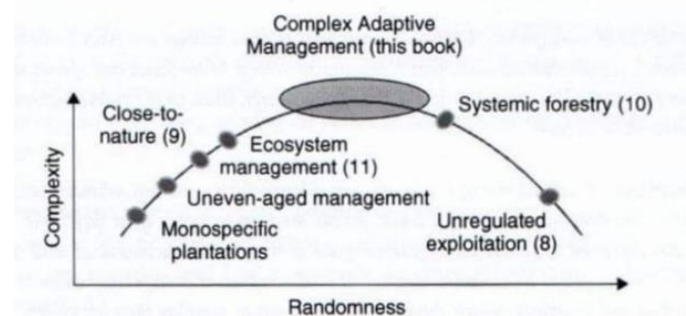 Complex Adaptive
Management (this book)
Systemic forestry (10)
Close-to-
nature (9)
Ecosystem
management (11)
Uneven-aged management
Monospecific
plantations
Unregulated
exploitation (8)
Complexity
Randomness